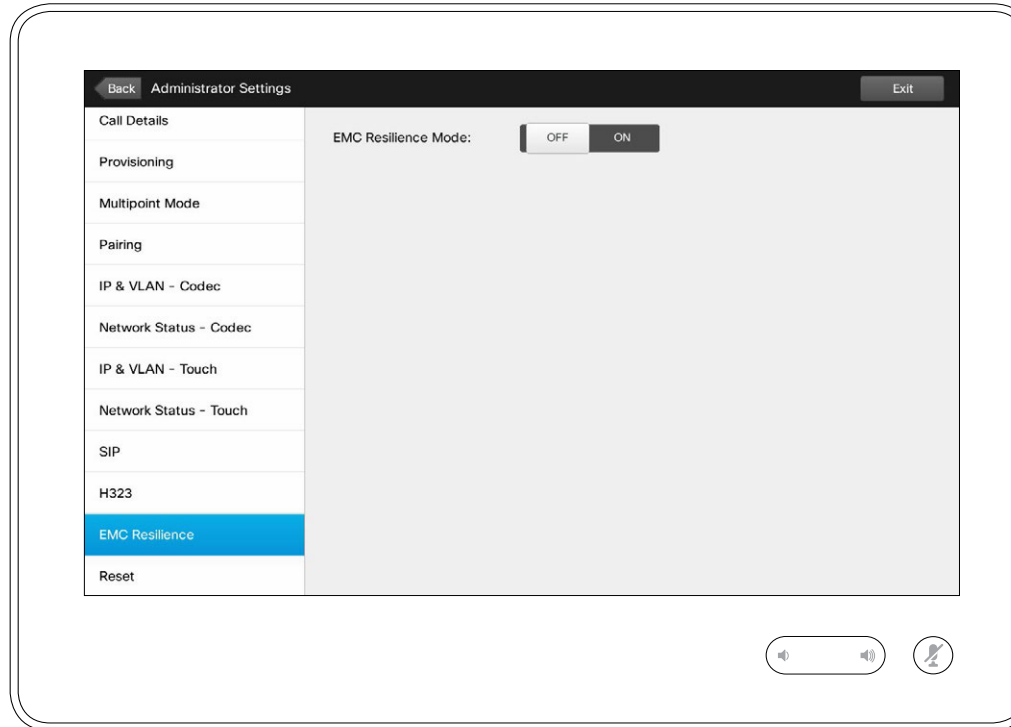 Back Administrator Settings Exit
Call Details
EMC Resilience Mode: OFF ON
Provisioning
Multipoint Mode
Pairing
IP & VLAN - Codec
Network Status - Codec
IP & VLAN - Touch
Network Status - Touch
SIP
H323
EMC Resilience
Reset